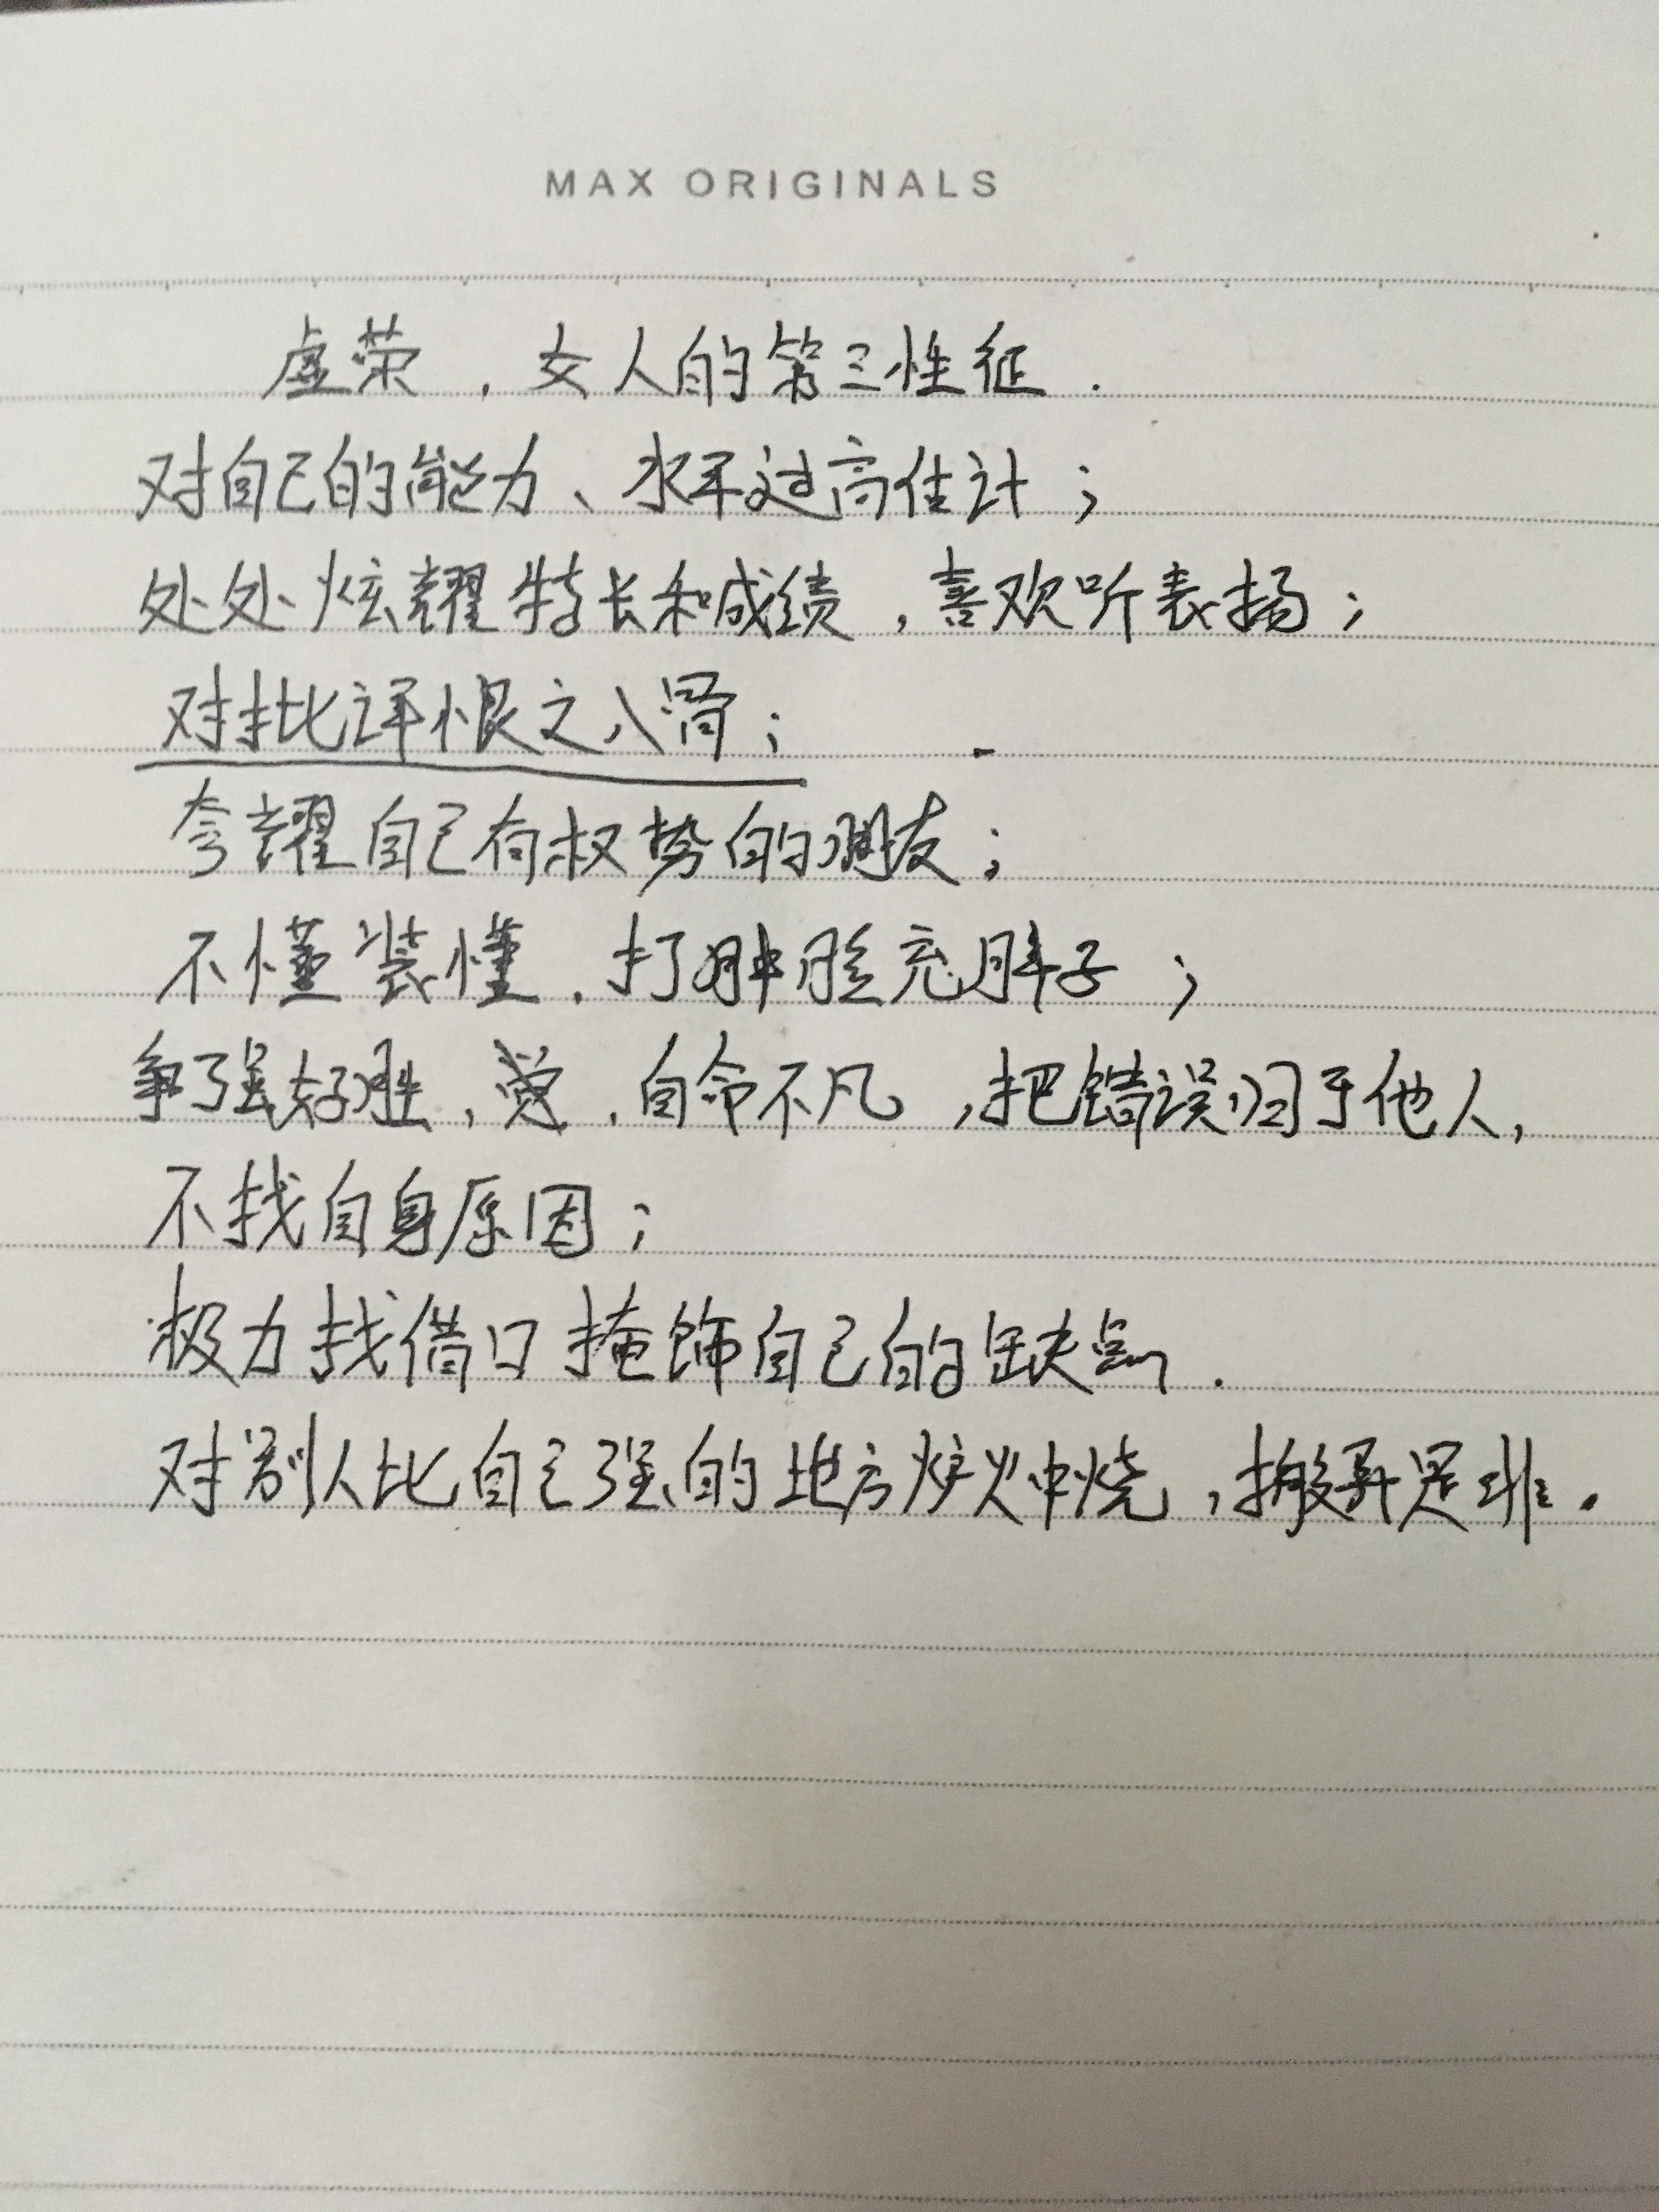 MAX ORIGINALS
虚荣，女人的第三性征.
对自己的能力、水平过高估计；
处处炫耀特长和成绩，喜欢听表扬；
对批评恨之入骨；
夸耀自己有权势的朋友；
不懂装懂，打肿脸充胖子；
争强好胜，觉，自命不凡，把错误归于他人，
不找自身原因；
极力找借口掩饰自己的缺点.
对别人比自己强的地方妒火中烧，搬弄是非.